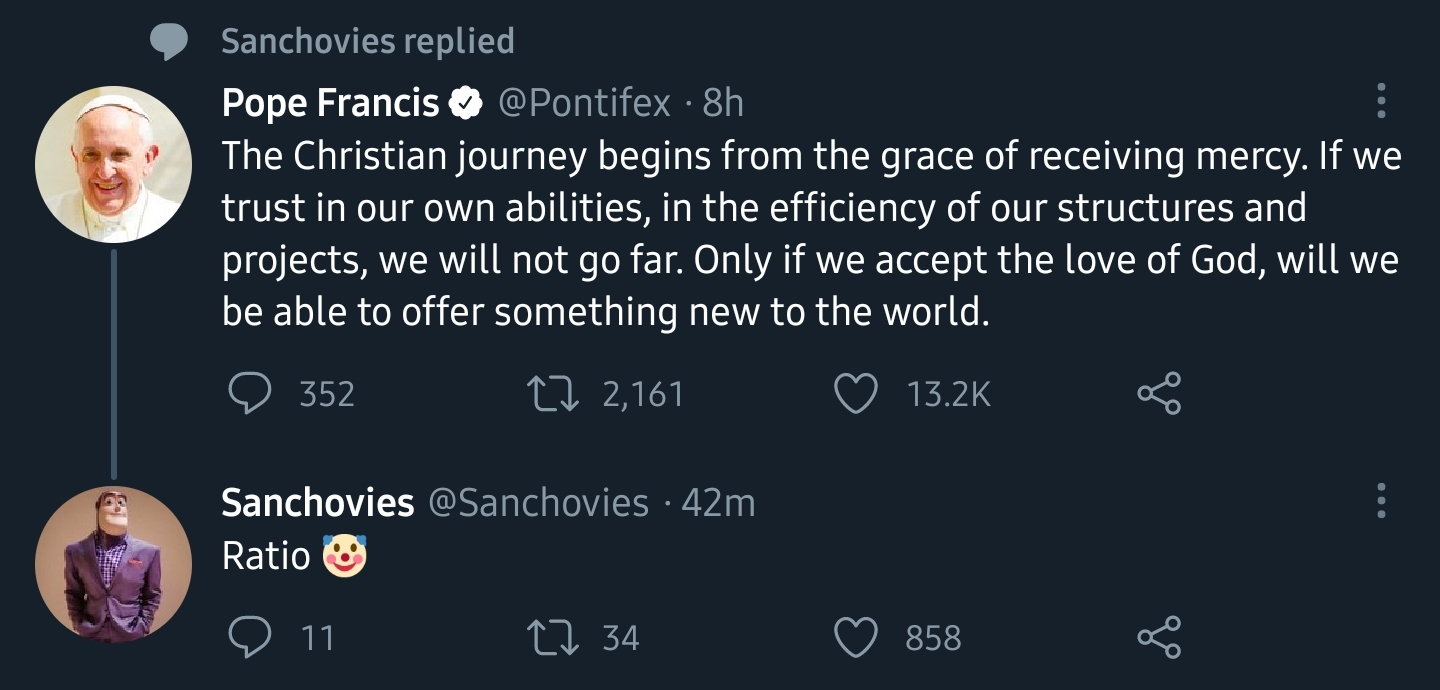 Sanchovies replied
Pope Francis @Pontifex · 8h
The Christian journey begins from the grace of receiving mercy. If we
trust in our own abilities, in the efficiency of our structures and
projects, we will not go far. Only if we accept the love of God, will we
be able to offer something new to the world.
352 2,161 13.2K
Sanchovies @Sanchovies · 42m
Ratio 🤡
11 34 858